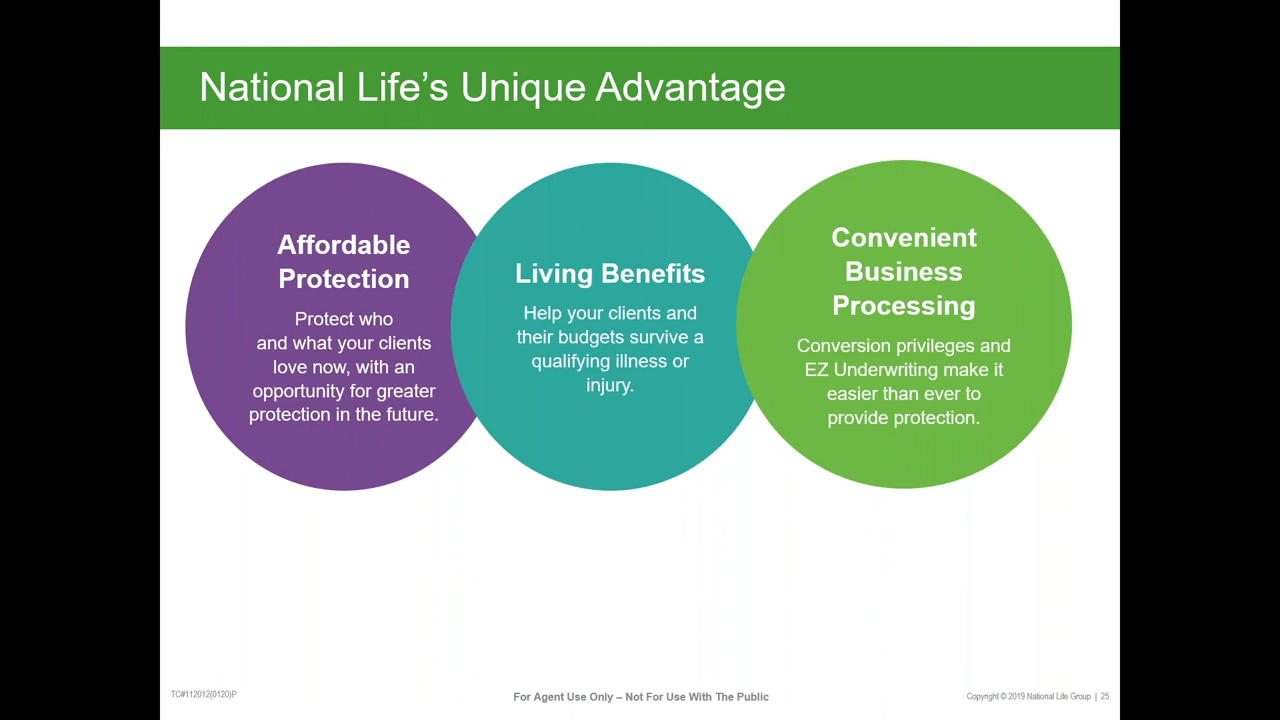 National Life’s Unique Advantage
Affordable
Protection
Protect who
and what your clients
love now, with an
opportunity for greater
protection in the future.
Living Benefits
Help your clients and
their budgets survive a
qualifying illness or
injury.
Convenient
Business
Processing
Conversion privileges and
EZ Underwriting make it
easier than ever to
provide protection.
TC#112012(0120)P
For Agent Use Only – Not For Use With The Public
Copyright © 2019 National Life Group | 25